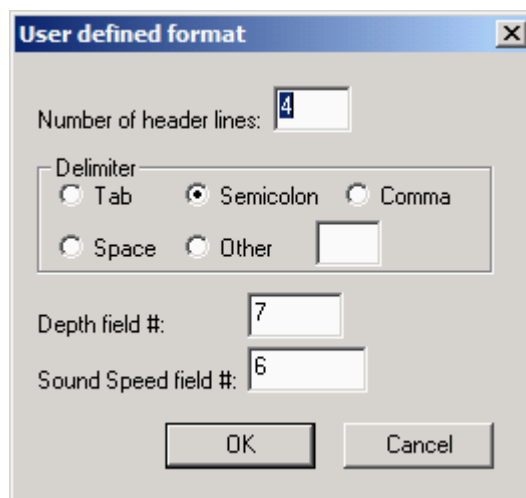 User defined format
Number of header lines: 4
Delimiter
Tab Semicolon Comma
Space Other
Depth field #: 7
Sound Speed field #: 6
OK Cancel